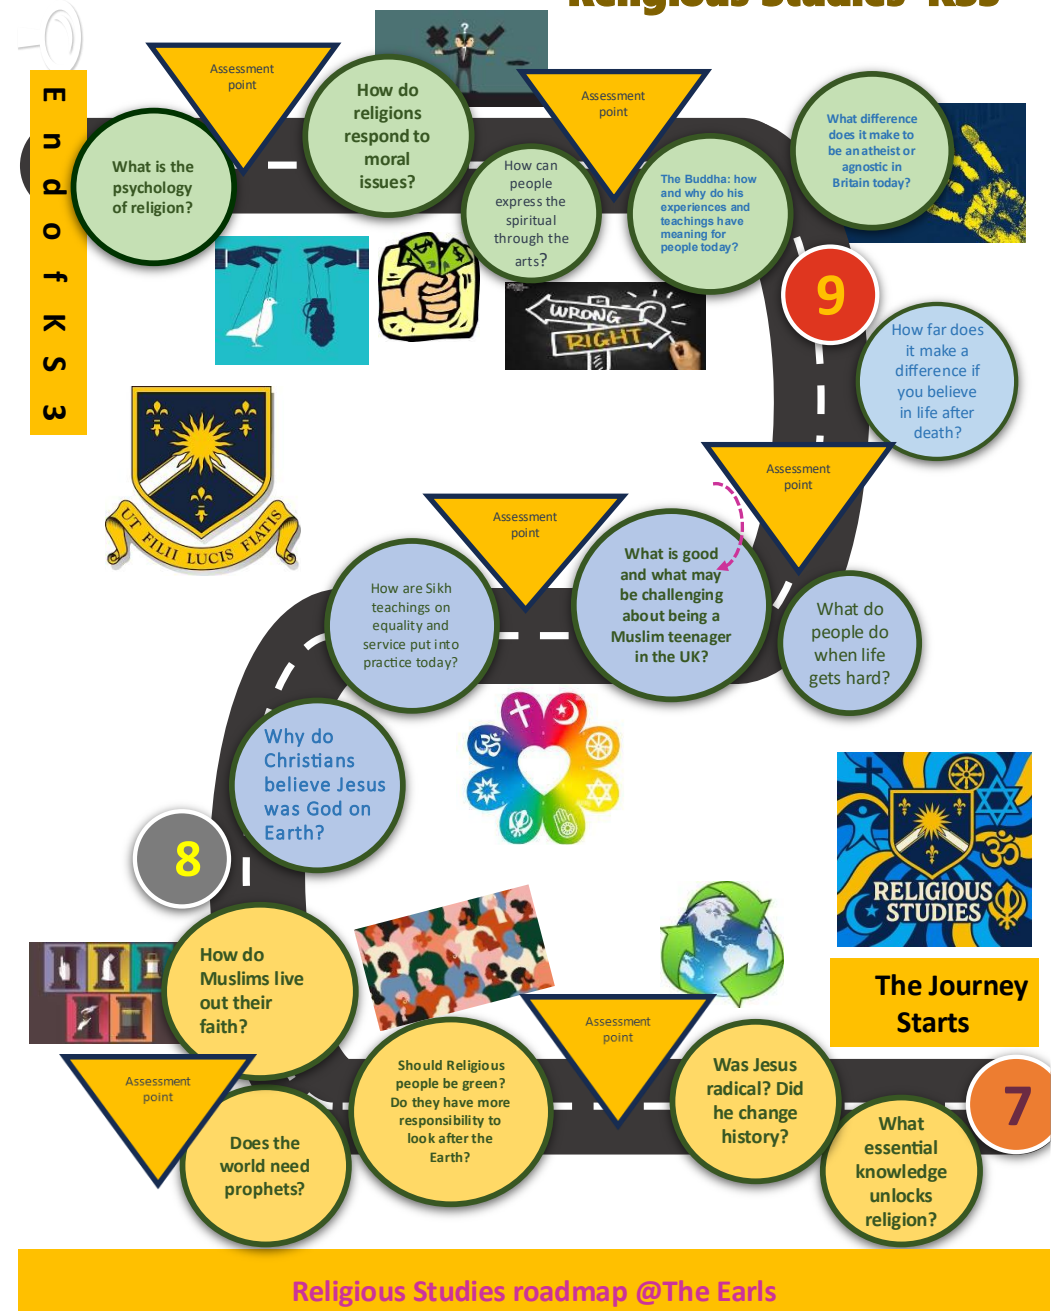 Religious Studies KS3
Assessment
point
How do
religions
respond to
moral
issues?
Assessment
point
What difference
does it make to
be an atheist or
agnostic in
Britain today?
What is the
psychology
of religion?
How can
people
express the
spiritual
through the
arts?
The Buddha: how
and why do his
experiences and
teachings have
meaning for
people today?
End of KS3
WRONG
RIGHT
9
How far does
it make a
difference if
you believe
in life after
death?
UT FILII LUCIS FIATIS
Assessment
point
Assessment
point
What is good
and what may
be challenging
about being a
Muslim teenager
in the UK?
How are Sikh
teachings on
equality and
service put into
practice today?
What do
people do
when life
gets hard?
Why do
Christians
believe Jesus
was God on
Earth?
8
RELIGIOUS
STUDIES
How do
Muslims live
out their
faith?
The Journey
Starts
Assessment
point
Assessment
point
Should Religious
people be green?
Do they have more
responsibility to
look after the
Earth?
Was Jesus
radical? Did
he change
history?
7
Does the
world need
prophets?
What
essential
knowledge
unlocks
religion?
Religious Studies roadmap @The Earls